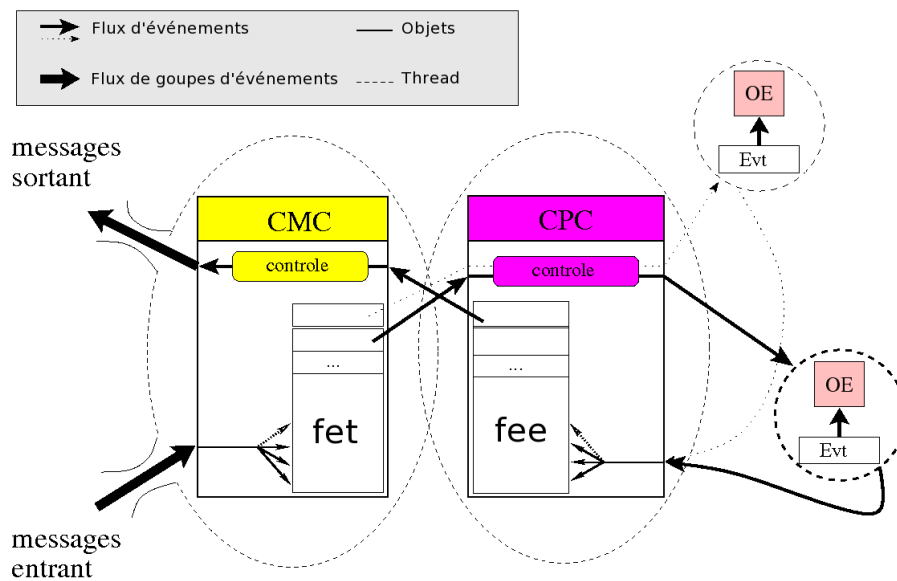 Flux d'événements
Objets
Flux de goupes d'événements
Thread
OE
Evt
messages
sortant
CMC
CPC
controle
controle
...
...
fet
fee
OE
Evt
messages
entrant